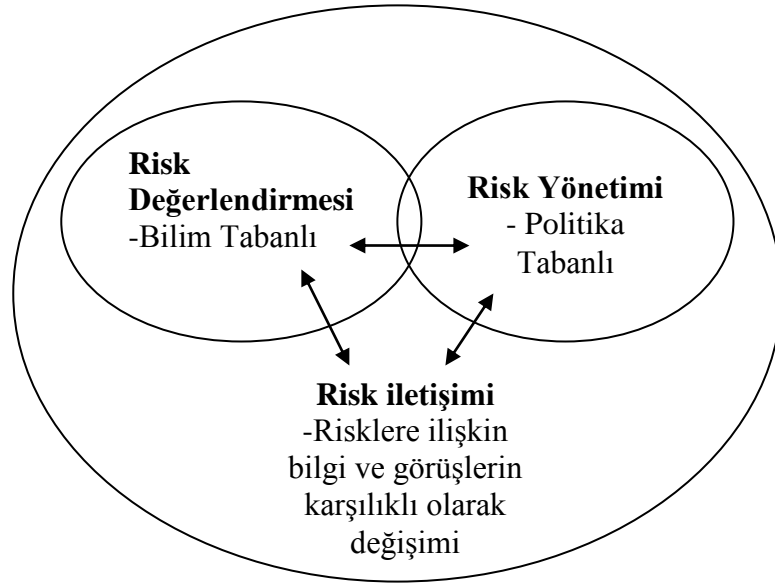 Risk
Değerlendirmesi
-Bilim Tabanlı
Risk Yönetimi
- Politika
Tabanlı
Risk iletişimi
-Risklere ilişkin
bilgi ve görüşlerin
karşılıklı olarak
değişimi